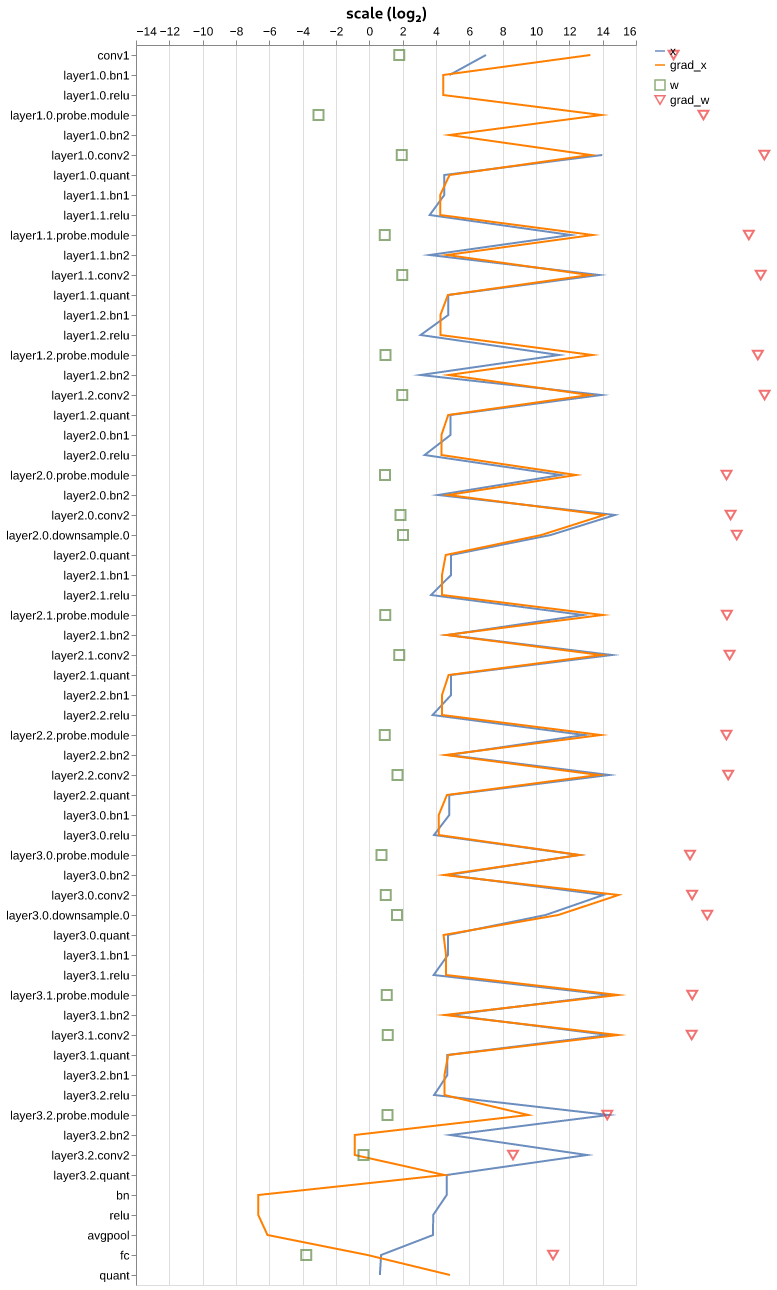 scale (log₂)
−14 −12 −10 −8 −6 −4 −2 0 2 4 6 8 10 12 14 16
conv1
layer1.0.bn1
layer1.0.relu
layer1.0.probe.module
layer1.0.bn2
layer1.0.conv2
layer1.0.quant
layer1.1.bn1
layer1.1.relu
layer1.1.probe.module
layer1.1.bn2
layer1.1.conv2
layer1.1.quant
layer1.2.bn1
layer1.2.relu
layer1.2.probe.module
layer1.2.bn2
layer1.2.conv2
layer1.2.quant
layer2.0.bn1
layer2.0.relu
layer2.0.probe.module
layer2.0.bn2
layer2.0.conv2
layer2.0.downsample.0
layer2.0.quant
layer2.1.bn1
layer2.1.relu
layer2.1.probe.module
layer2.1.bn2
layer2.1.conv2
layer2.1.quant
layer2.2.bn1
layer2.2.relu
layer2.2.probe.module
layer2.2.bn2
layer2.2.conv2
layer2.2.quant
layer3.0.bn1
layer3.0.relu
layer3.0.probe.module
layer3.0.bn2
layer3.0.conv2
layer3.0.downsample.0
layer3.0.quant
layer3.1.bn1
layer3.1.relu
layer3.1.probe.module
layer3.1.bn2
layer3.1.conv2
layer3.1.quant
layer3.2.bn1
layer3.2.relu
layer3.2.probe.module
layer3.2.bn2
layer3.2.conv2
layer3.2.quant
bn
relu
avgpool
fc
quant
x
grad_x
w
grad_w